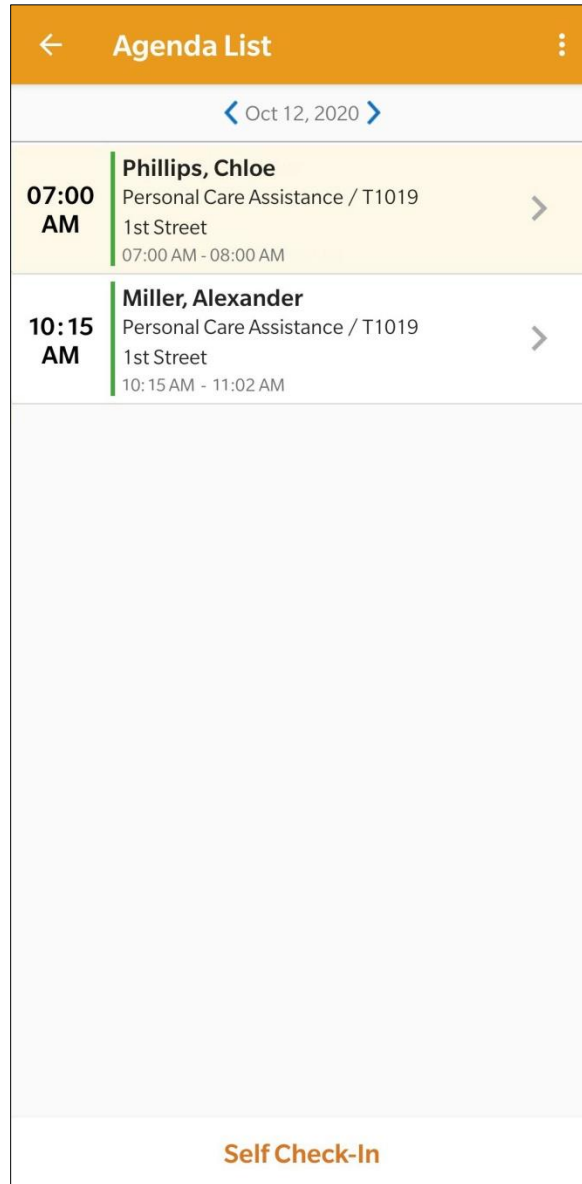 Agenda List
Oct 12, 2020
07:00
AM
Phillips, Chloe
Personal Care Assistance / T1019
1st Street
07:00 AM - 08:00 AM
10:15
AM
Miller, Alexander
Personal Care Assistance / T1019
1st Street
10:15 AM - 11:02 AM
Self Check-In